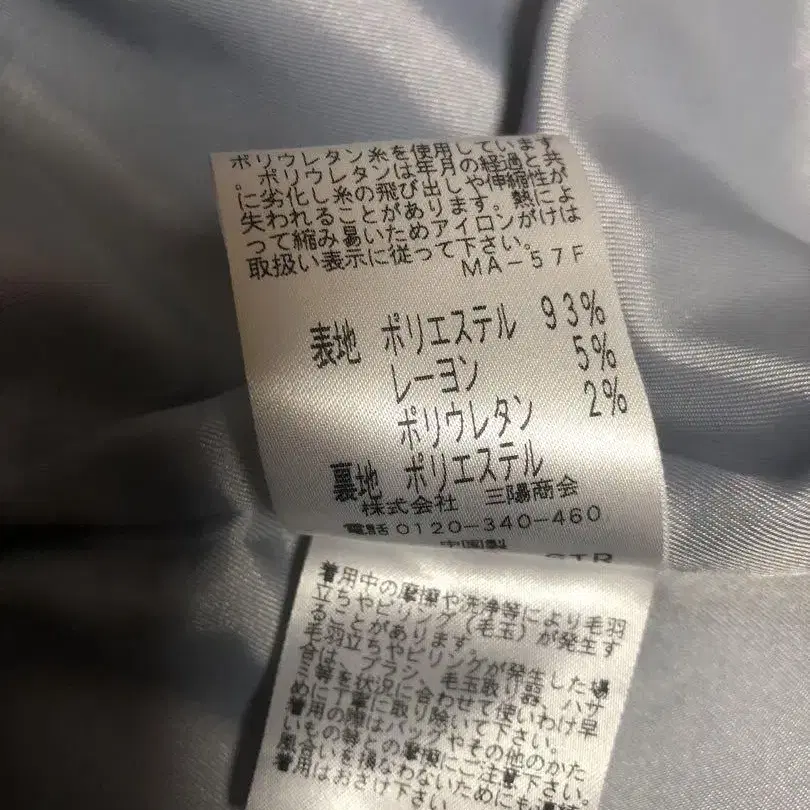 ポリウレタン糸を使用しています
。ポリウレタンは年月の経過と共
に劣化し糸の飛び出しや伸縮性が
失われることがあります。熱によ
って縮み易いためアイロンがけは
取扱い表示に従って下さい。
MA-57F
表地 ポリエステル 93%
レーヨン 5%
ポリウレタン 2%
裏地 ポリエステル
株式会社 三陽商会
電話 0120-340-460
中国製
着用中の摩擦や洗浄等により毛羽
立ちやピリング(毛玉)が発生す
ることがあります。
毛羽立ちやピリングが発生した場
合は、ブラシ、毛玉取り器、ハサ
ミ等を状況に合わせて使いわけ早
めに丁寧に取り除いて下さい。
着用の際はバッグやその他のかた
いもの等との摩擦にご注意下さい。
風合いを損なわないためにも
着用はおさけ下さい